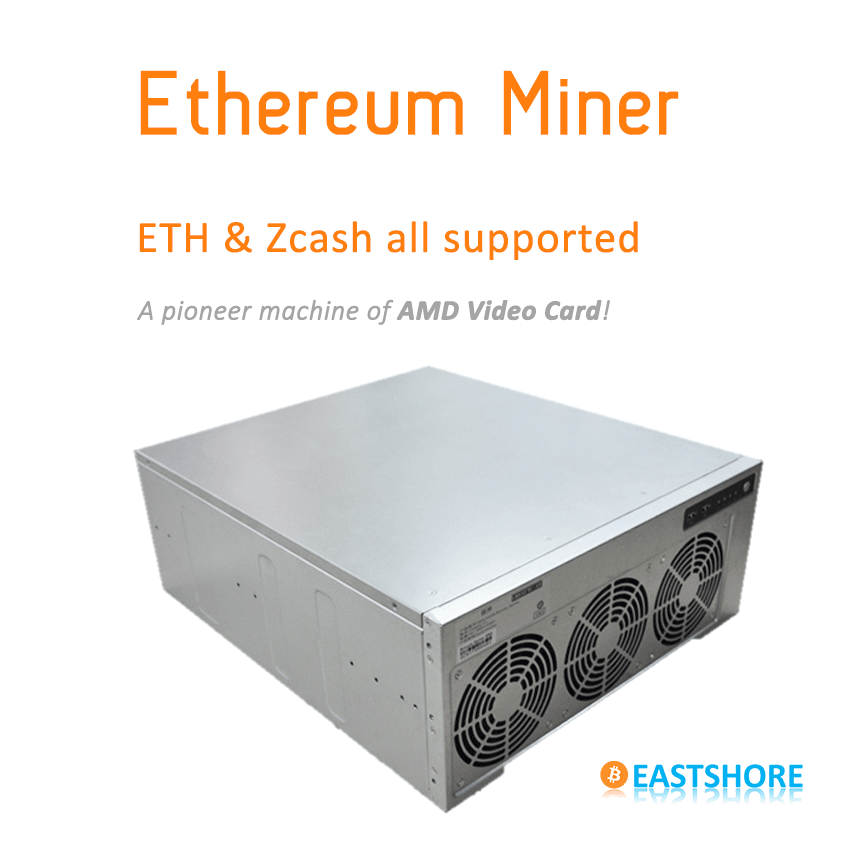 Ethereum Miner
ETH & Zcash all supported
A pioneer machine of AMD Video Card!
EASTSHORE